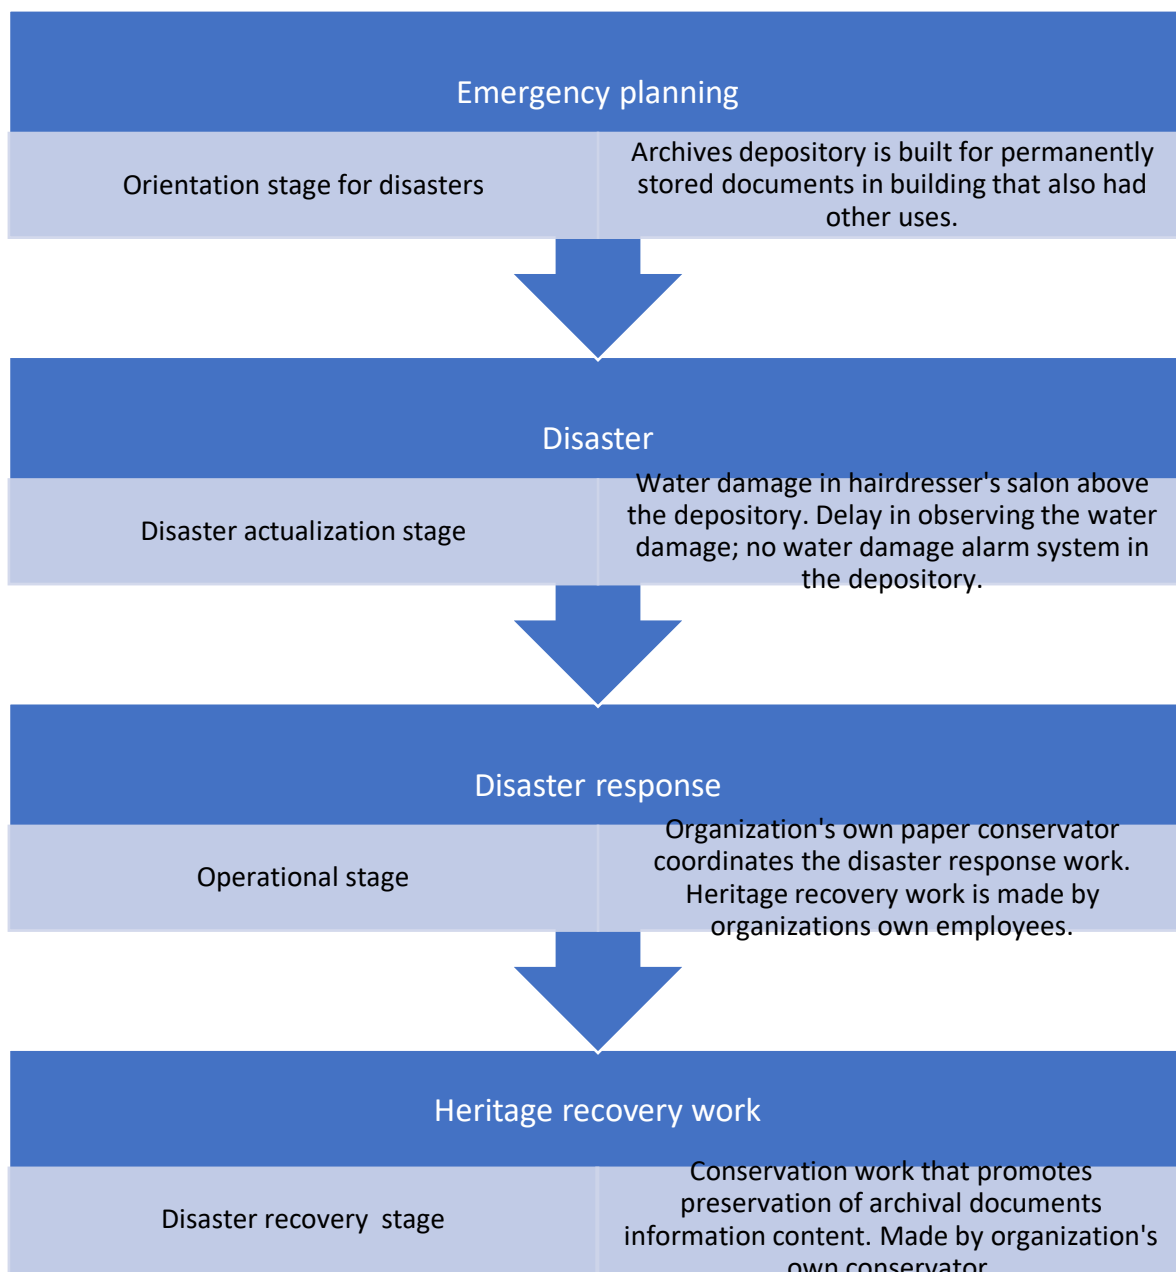 Emergency planning
Orientation stage for disasters
Archives depository is built for permanently
stored documents in building that also had
other uses.
Disaster
Disaster actualization stage
Water damage in hairdresser's salon above
the depository. Delay in observing the water
damage; no water damage alarm system in
the depository.
Disaster response
Operational stage
Organization's own paper conservator
coordinates the disaster response work.
Heritage recovery work is made by
organizations own employees.
Heritage recovery work
Disaster recovery  stage
Conservation work that promotes
preservation of archival documents
information content. Made by organization's
own conservator